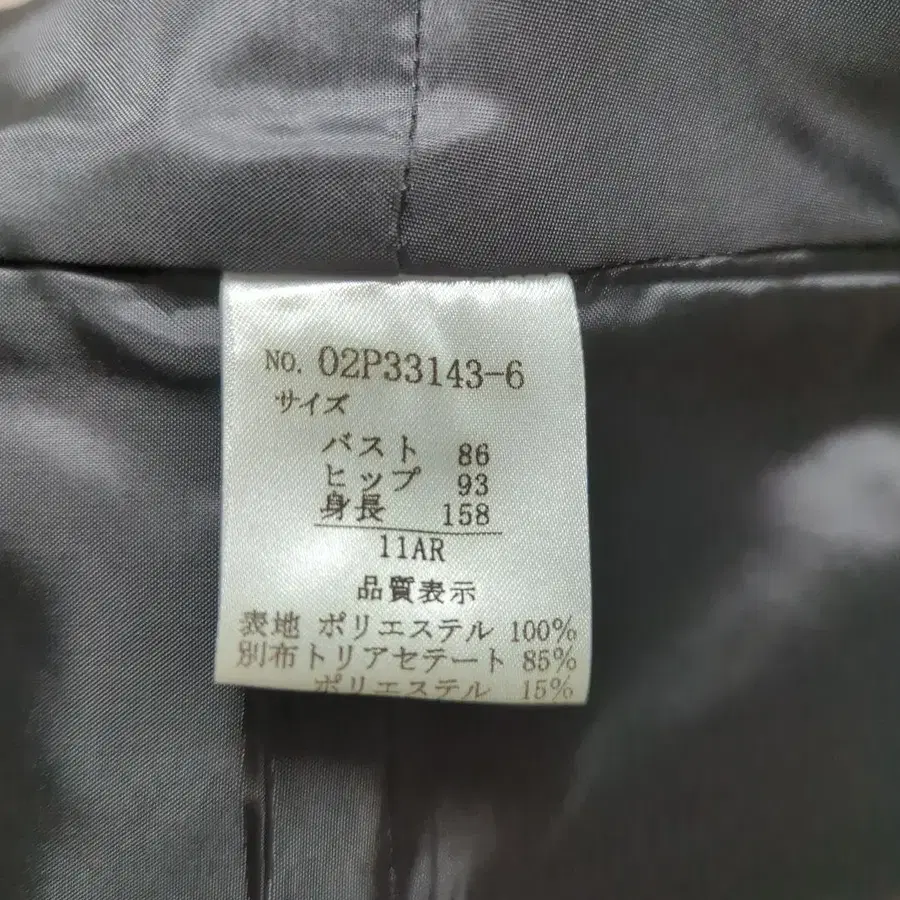 NO. 02P33143-6
サイズ
バスト 86
ヒップ 93
身長 158
11AR
品質表示
表地 ポリエステル 100%
別布トリアセテート 85%
ポリエステル 15%